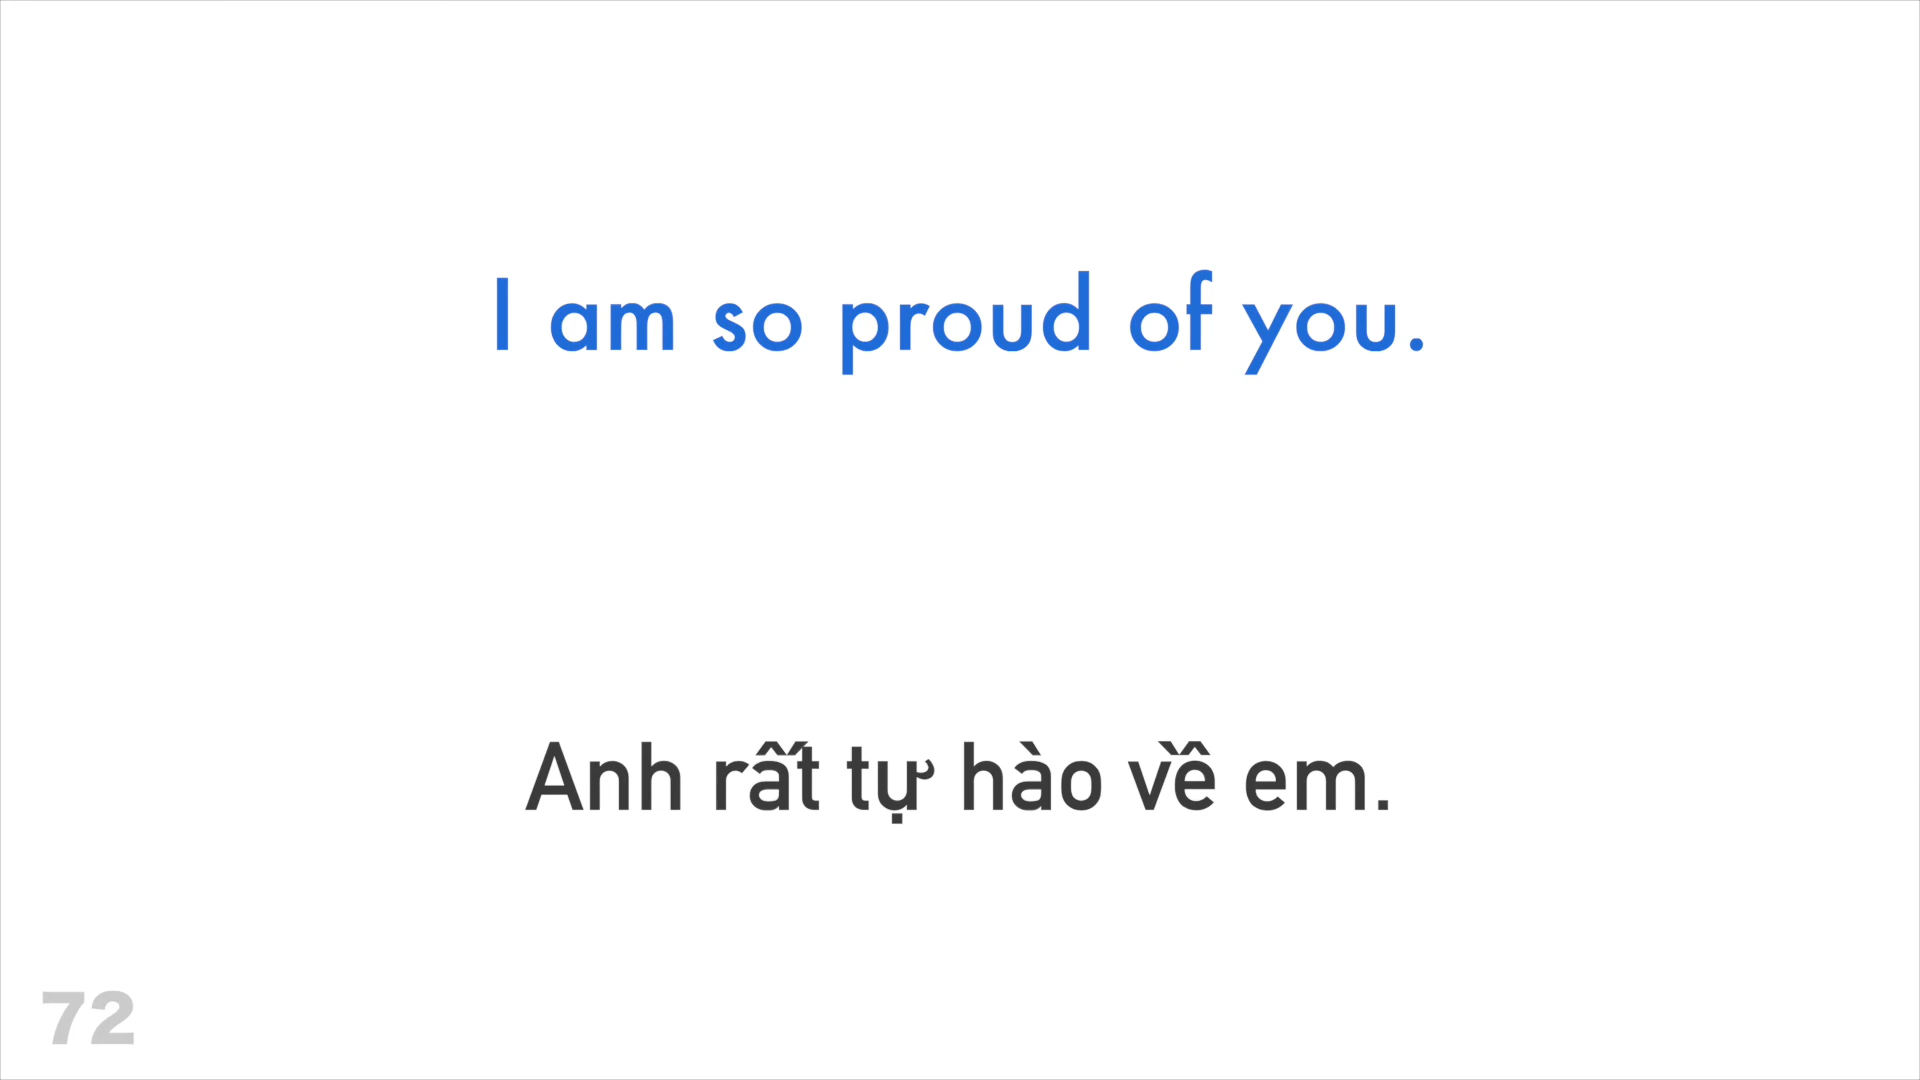 I am so proud of you.
Anh rất tự hào về em.
72